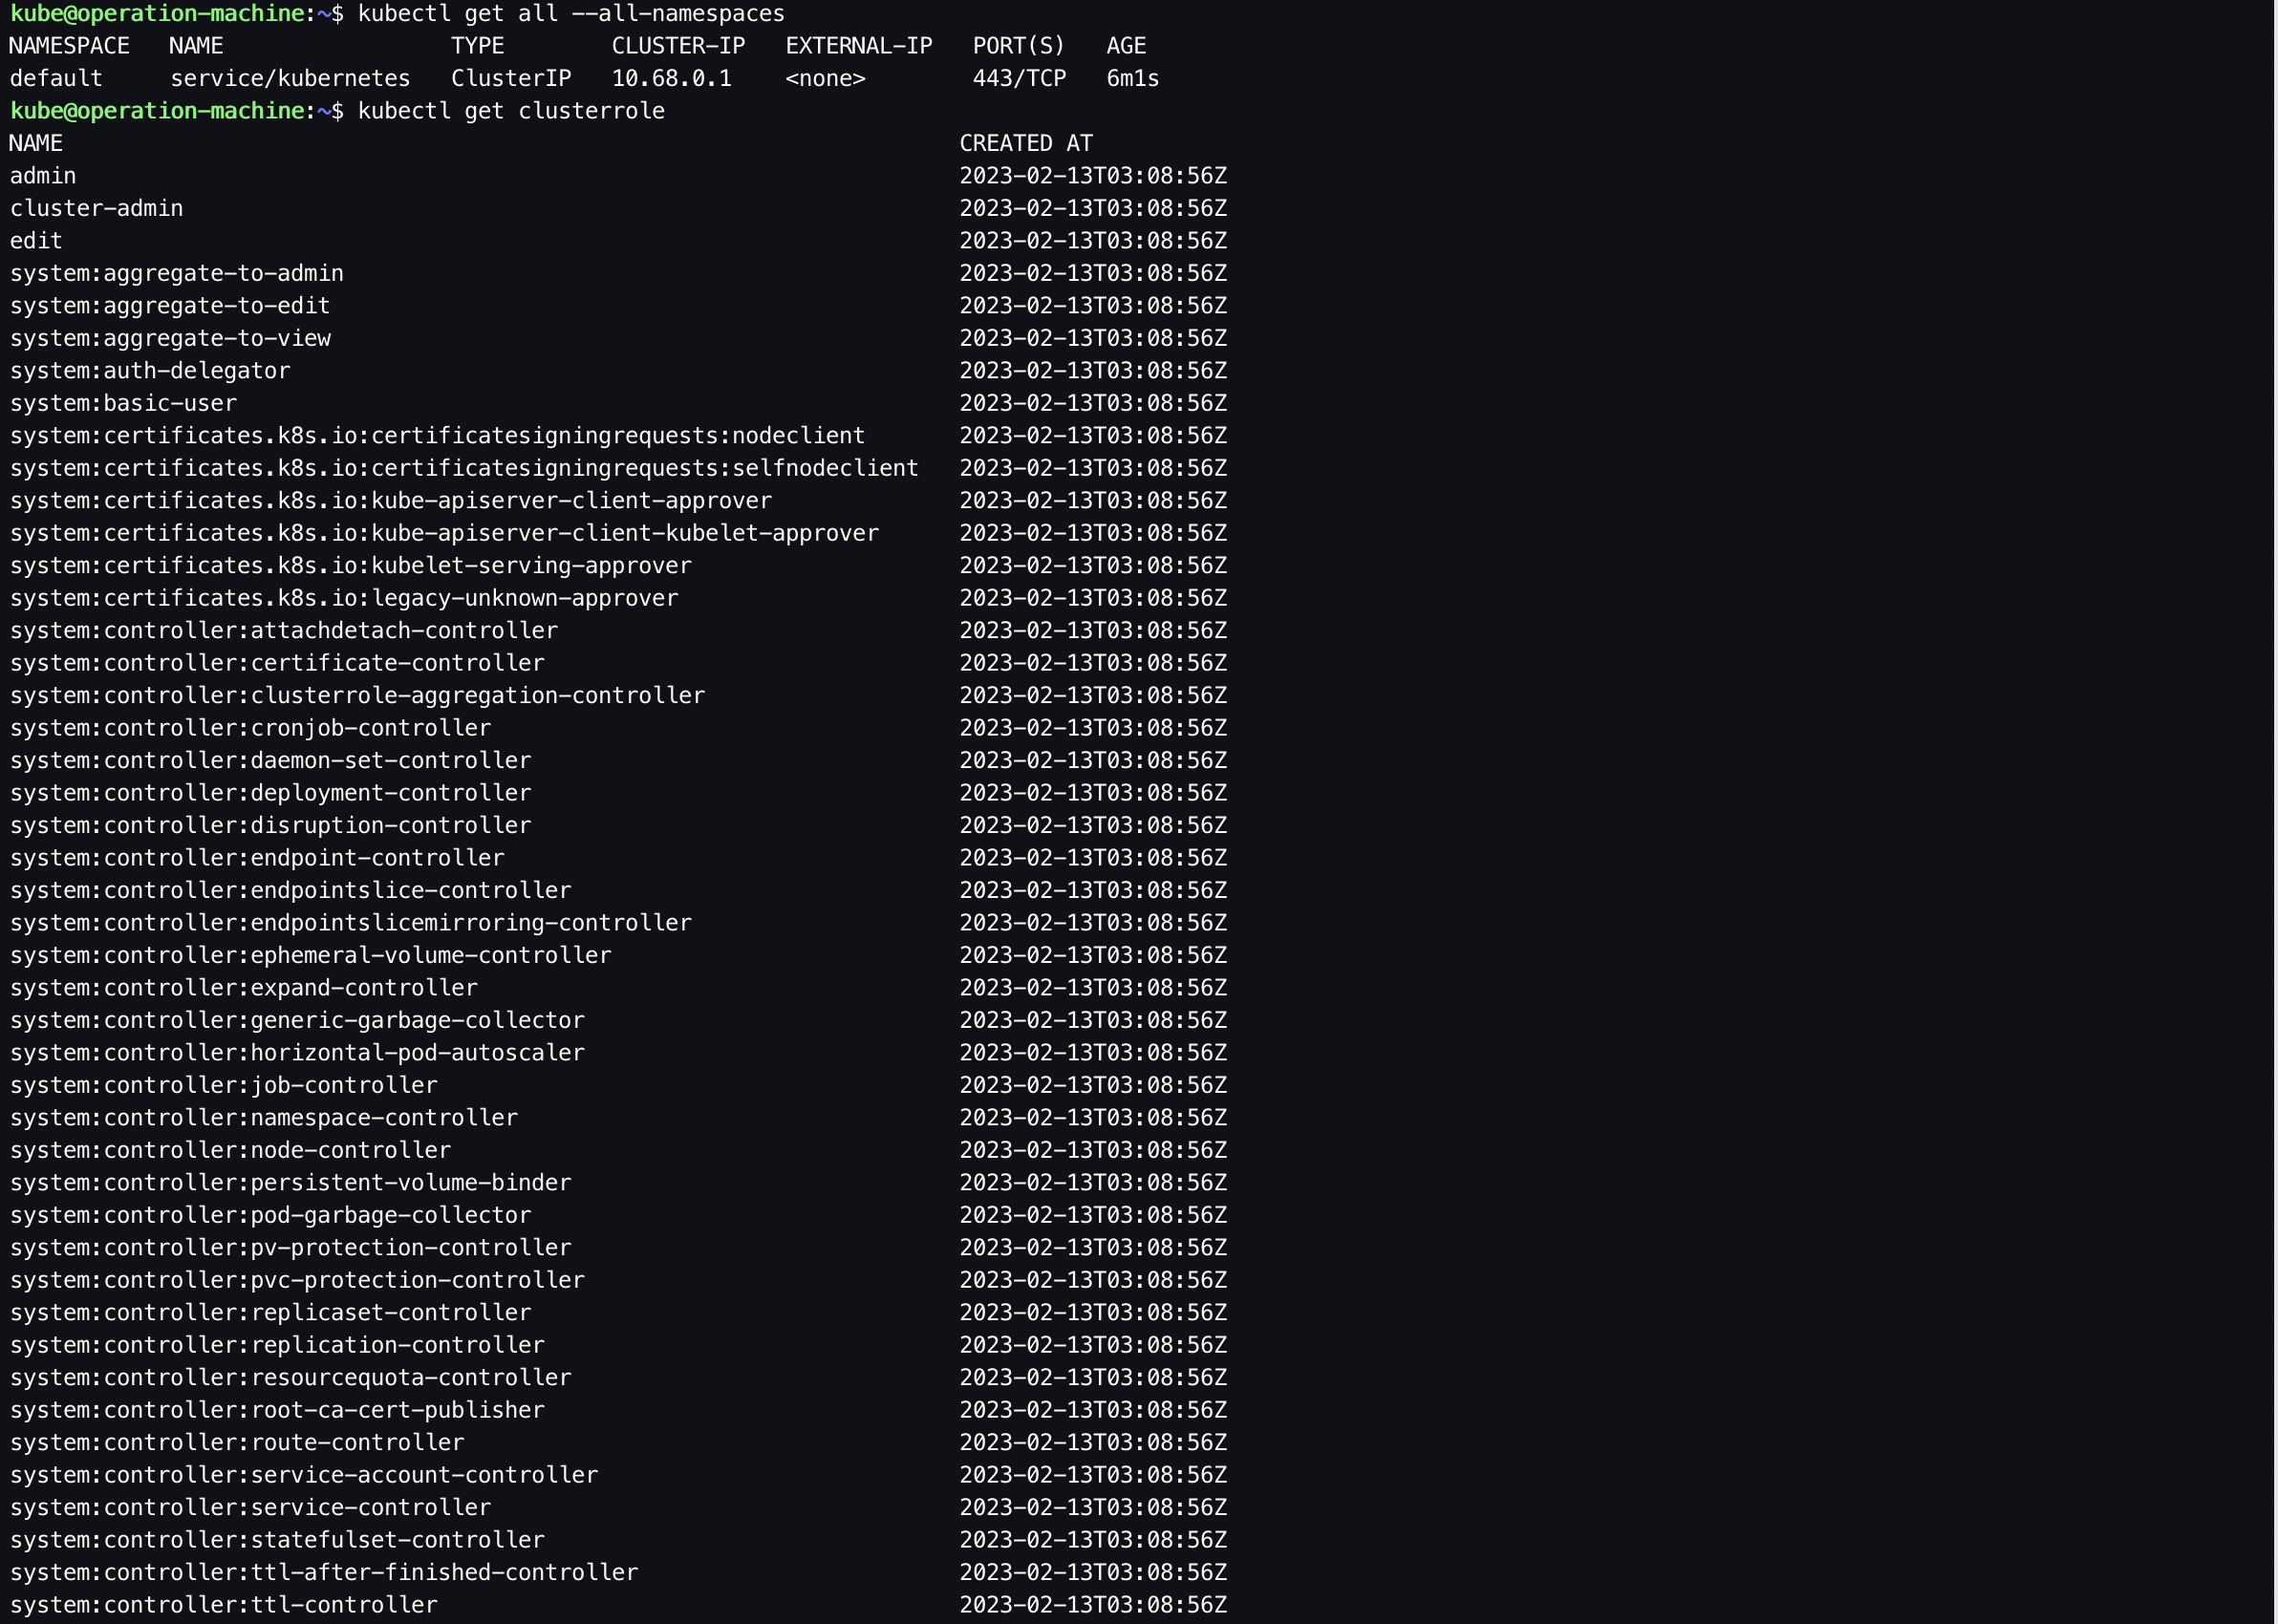 kube@operation-machine:~$ kubectl get all --all-namespaces
NAMESPACE   NAME                 TYPE        CLUSTER-IP   EXTERNAL-IP   PORT(S)   AGE
default     service/kubernetes   ClusterIP   10.68.0.1    <none>        443/TCP   6m1s
kube@operation-machine:~$ kubectl get clusterrole
NAME                                                                   CREATED AT
admin                                                                  2023-02-13T03:08:56Z
cluster-admin                                                          2023-02-13T03:08:56Z
edit                                                                   2023-02-13T03:08:56Z
system:aggregate-to-admin                                              2023-02-13T03:08:56Z
system:aggregate-to-edit                                               2023-02-13T03:08:56Z
system:aggregate-to-view                                               2023-02-13T03:08:56Z
system:auth-delegator                                                  2023-02-13T03:08:56Z
system:basic-user                                                      2023-02-13T03:08:56Z
system:certificates.k8s.io:certificatesigningrequests:nodeclient       2023-02-13T03:08:56Z
system:certificates.k8s.io:certificatesigningrequests:selfnodeclient   2023-02-13T03:08:56Z
system:certificates.k8s.io:kube-apiserver-client-approver              2023-02-13T03:08:56Z
system:certificates.k8s.io:kube-apiserver-client-kubelet-approver      2023-02-13T03:08:56Z
system:certificates.k8s.io:kubelet-serving-approver                    2023-02-13T03:08:56Z
system:certificates.k8s.io:legacy-unknown-approver                     2023-02-13T03:08:56Z
system:controller:attachdetach-controller                              2023-02-13T03:08:56Z
system:controller:certificate-controller                               2023-02-13T03:08:56Z
system:controller:clusterrole-aggregation-controller                   2023-02-13T03:08:56Z
system:controller:cronjob-controller                                   2023-02-13T03:08:56Z
system:controller:daemon-set-controller                                2023-02-13T03:08:56Z
system:controller:deployment-controller                                2023-02-13T03:08:56Z
system:controller:disruption-controller                                2023-02-13T03:08:56Z
system:controller:endpoint-controller                                  2023-02-13T03:08:56Z
system:controller:endpointslice-controller                             2023-02-13T03:08:56Z
system:controller:endpointslicemirroring-controller                    2023-02-13T03:08:56Z
system:controller:ephemeral-volume-controller                          2023-02-13T03:08:56Z
system:controller:expand-controller                                    2023-02-13T03:08:56Z
system:controller:generic-garbage-collector                            2023-02-13T03:08:56Z
system:controller:horizontal-pod-autoscaler                            2023-02-13T03:08:56Z
system:controller:job-controller                                       2023-02-13T03:08:56Z
system:controller:namespace-controller                                 2023-02-13T03:08:56Z
system:controller:node-controller                                      2023-02-13T03:08:56Z
system:controller:persistent-volume-binder                             2023-02-13T03:08:56Z
system:controller:pod-garbage-collector                                2023-02-13T03:08:56Z
system:controller:pv-protection-controller                             2023-02-13T03:08:56Z
system:controller:pvc-protection-controller                            2023-02-13T03:08:56Z
system:controller:replicaset-controller                                2023-02-13T03:08:56Z
system:controller:replication-controller                               2023-02-13T03:08:56Z
system:controller:resourcequota-controller                             2023-02-13T03:08:56Z
system:controller:root-ca-cert-publisher                               2023-02-13T03:08:56Z
system:controller:route-controller                                     2023-02-13T03:08:56Z
system:controller:service-account-controller                           2023-02-13T03:08:56Z
system:controller:service-controller                                   2023-02-13T03:08:56Z
system:controller:statefulset-controller                               2023-02-13T03:08:56Z
system:controller:ttl-after-finished-controller                        2023-02-13T03:08:56Z
system:controller:ttl-controller                                       2023-02-13T03:08:56Z